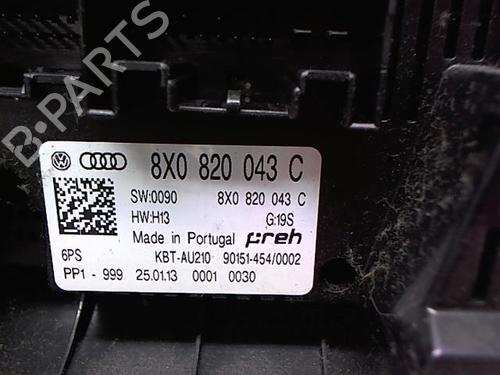 B-PARTS
8X0 820 043 C
SW:0090 8X0 820 043 C
HW:H13 G:19S
Made in Portugal preh
6PS KBT-AU210 90151-454/0002
PP1 - 999 25.01.13 0001 0030